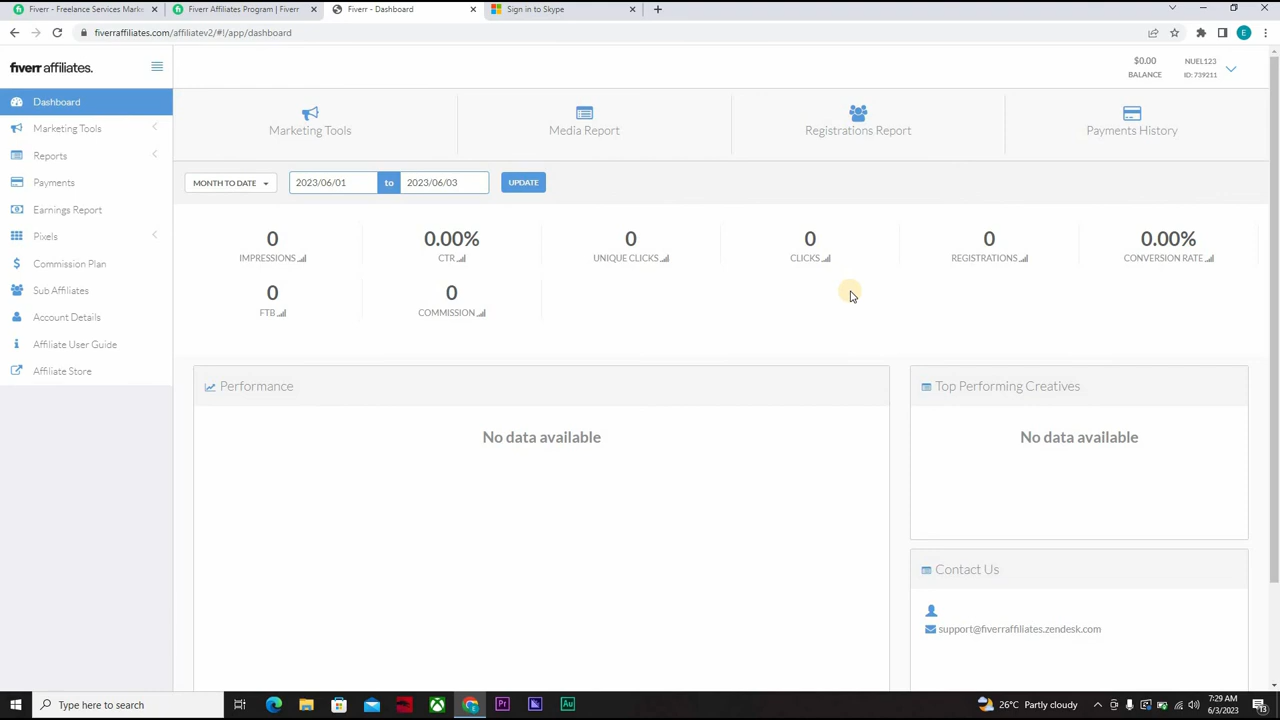 Fiverr - Freelance Services Mark
Fiverr Affiliates Program | Fiverr
Fiverr - Dashboard
Sign in to Skype
fiverraffiliates.com/affiliatev2/#!/app/dashboard
E
fiverr affiliates.
$0.00
BALANCE
NUEL123
ID: 739211
Dashboard
Marketing Tools
Reports
Payments
Earnings Report
Pixels
Commission Plan
Sub Affiliates
Account Details
Affiliate User Guide
Affiliate Store
Marketing Tools
Media Report
Registrations Report
Payments History
MONTH TO DATE
2023/06/01
to
2023/06/03
UPDATE
0
IMPRESSIONS
0.00%
CTR
0
UNIQUE CLICKS
0
CLICKS
0
REGISTRATIONS
0.00%
CONVERSION RATE
0
FTB
0
COMMISSION
Performance
No data available
Top Performing Creatives
No data available
Contact Us
support@fiverraffiliates.zendesk.com
Type here to search
Pr
Au
26°C Partly cloudy
7:29 AM
6/3/2023